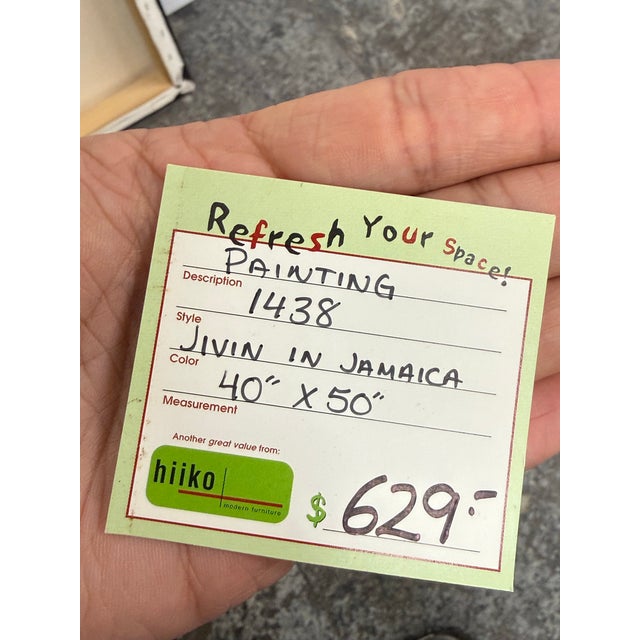 Refresh Your Space!
PAINTING
Description
1438
Style
JIVIN IN JAMAICA
Color
40" X 50"
Measurement
Another great value from:
hiiko
modern furniture
$ 629.-